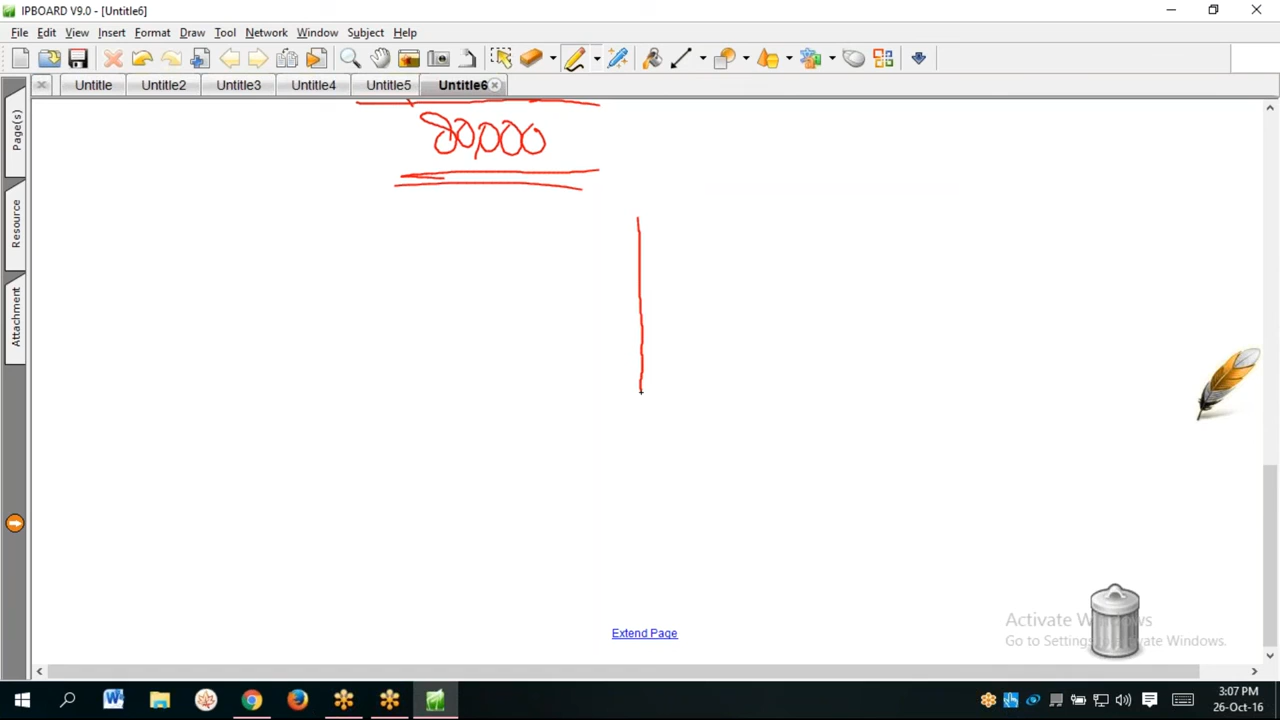 IPBOARD V9.0 - [Untitle6]
File Edit View Insert Format Draw Tool Network Window Subject Help
Untitle Untitle2 Untitle3 Untitle4 Untitle5 Untitle6
Page(s)
Resource
Attachment
80,000
Extend Page
Activate Windows
Go to Settings to activate Windows.
3:07 PM
26-Oct-16